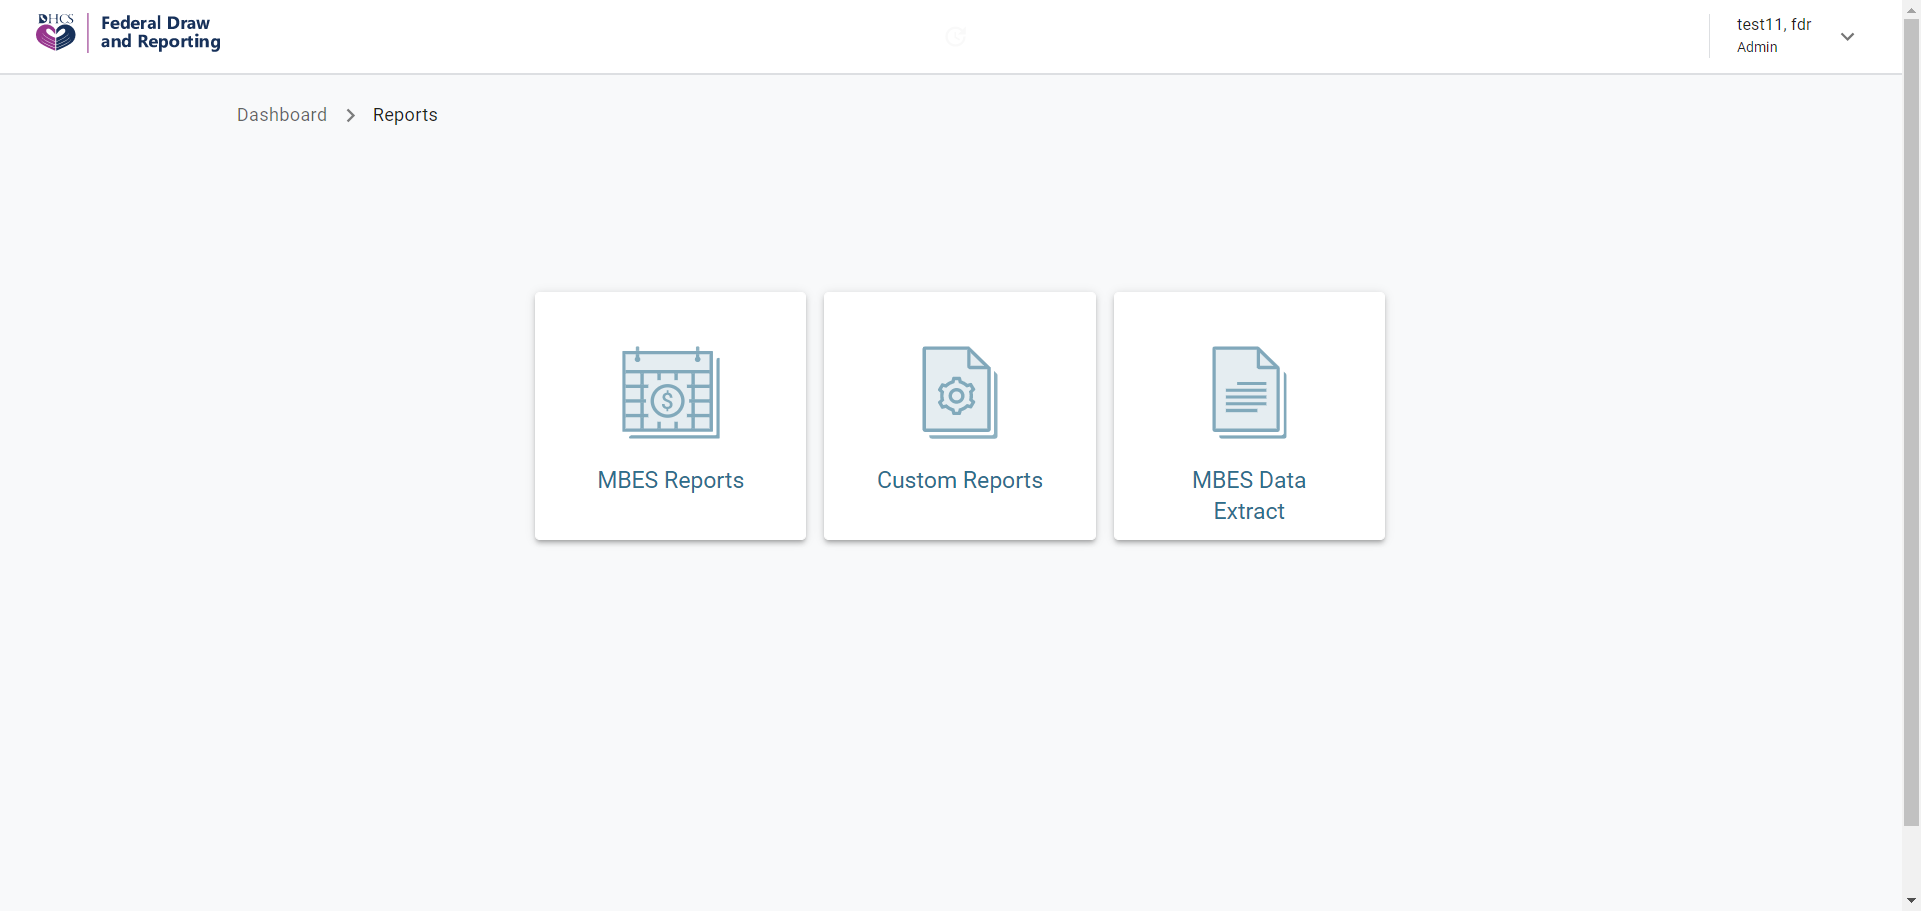 DHCS
Federal Draw
and Reporting
test11, fdr
Admin
Dashboard
Reports
$
MBES Reports
Custom Reports
MBES Data
Extract